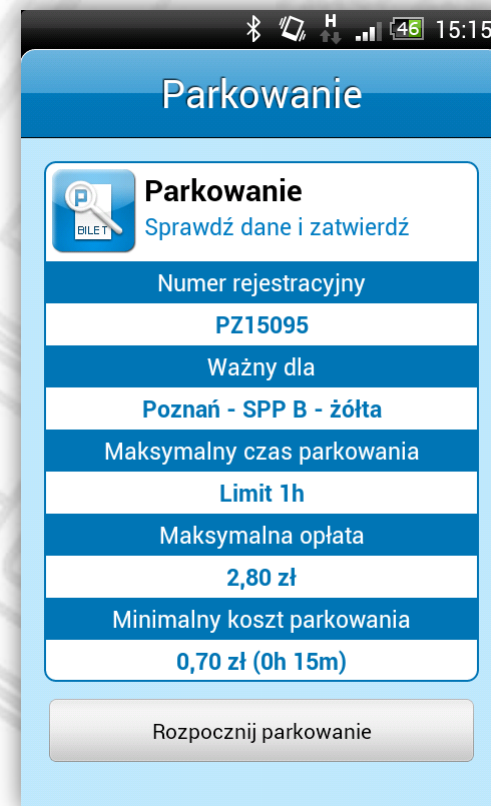 H
46 15:15
Parkowanie
P
BILET
Parkowanie
Sprawdź dane i zatwierdź
Numer rejestracyjny
PZ15095
Ważny dla
Poznań - SPP B - żółta
Maksymalny czas parkowania
Limit 1h
Maksymalna opłata
2,80 zł
Minimalny koszt parkowania
0,70 zł (0h 15m)
Rozpocznij parkowanie